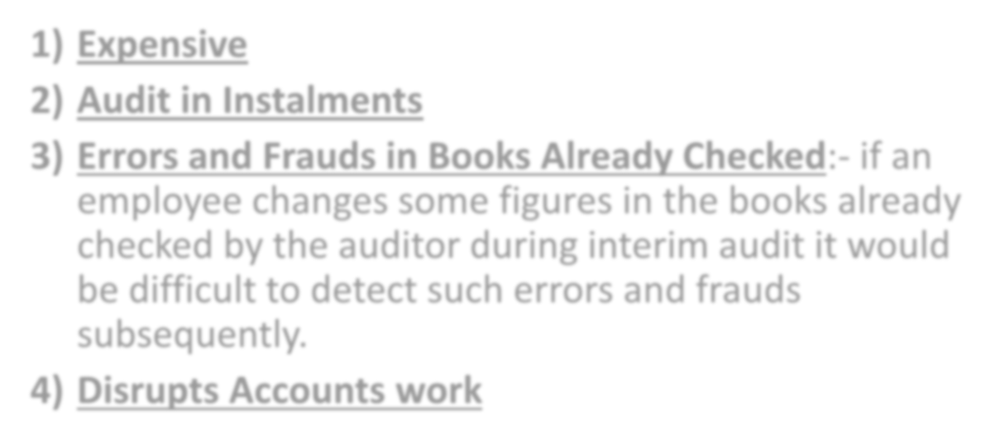 1) Expensive
2) Audit in Instalments
3) Errors and Frauds in Books Already Checked:- if an
employee changes some figures in the books already
checked by the auditor during interim audit it would
be difficult to detect such errors and frauds
subsequently.
4) Disrupts Accounts work